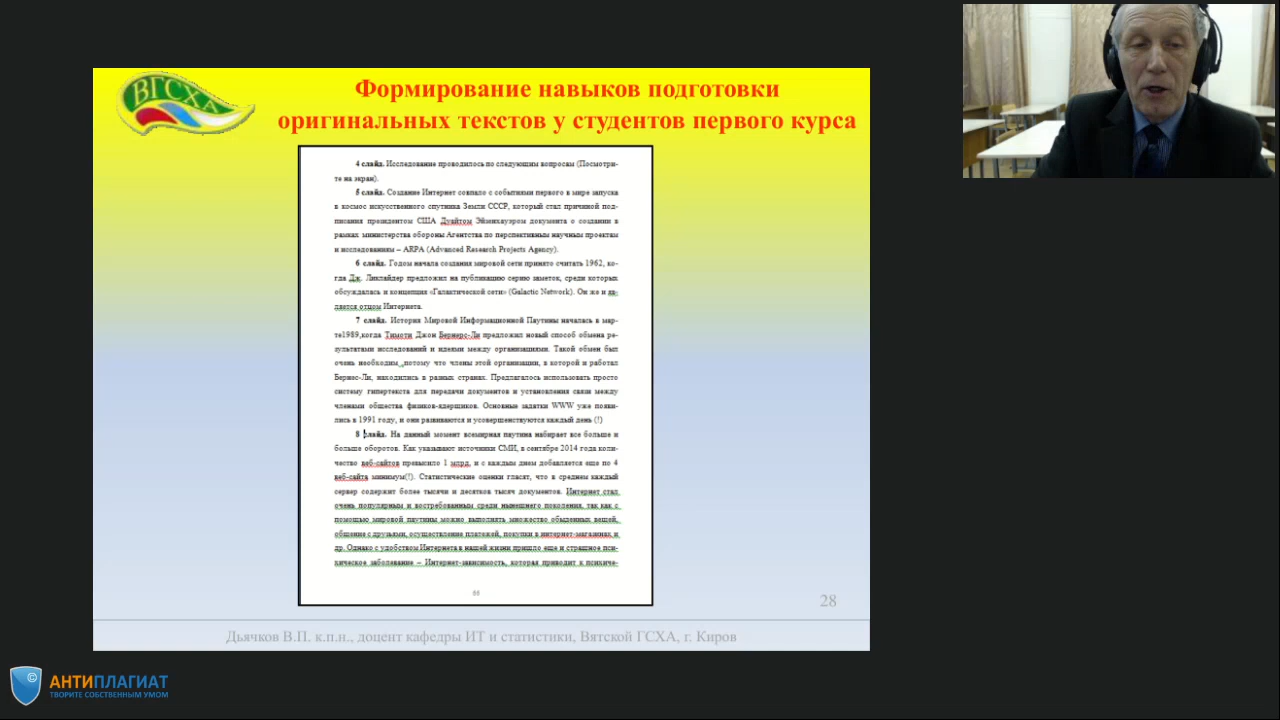 ВГСХА
Формирование навыков подготовки
оригинальных текстов у студентов первого курса
4 слайд. Исследование проводилось по следующим вопросам (Посмотри-
те на экран).
5 слайд. Создание Интернет совпало с событиями первого в мире запуска
в космос искусственного спутника Земли СССР, который стал причиной под-
писания президентом США Дуайтом Эйзенхауэром документа о создании в
рамках министерства обороны Агентства по перспективным научным проектам
и исследованиям – ARPA (Advanced Research Projects Agency).
6 слайд. Годом начала создания мировой сети принято считать 1962, ко-
гда Дж. Ликлайдер предложил на публикацию серию заметок, среди которых
обсуждалась и концепция «Галактической сети» (Galactic Network). Он же и яв-
ляется отцом Интернета.
7 слайд. История Мировой Информационной Паутины началась в мар-
те1989,когда Тимоти Джон Бернерс-Ли предложил новый способ обмена ре-
зультатами исследований и идеями между организациями. Такой обмен был
очень необходим ,потому что члены этой организации, в которой и работал
Бернес-Ли, находились в разных странах. Предлагалось использовать просто
систему гипертекста для передачи документов и установления связи между
членами общества физиков-ядерщиков. Основные задатки WWW уже появи-
лись в 1991 году, и они развиваются и усовершенствуются каждый день (!)
8 слайд. На данный момент всемирная паутина набирает все больше и
больше оборотов. Как указывают источники СМИ, в сентябре 2014 года коли-
чество веб-сайтов превысило 1 млрд, и с каждым днем добавляется еще по 4
веб-сайта минимум(!). Статистические оценки гласят, что в среднем каждый
сервер содержит более тысячи и десятков тысяч документов. Интернет стал
очень популярным и востребованным среди нынешнего поколения, так как с
помощью мировой паутины можно выполнять множество обыденных вещей,
общение с друзьями, осуществление платежей, покупки в интернет-магазинах и
др. Однако с удобством Интернета в нашей жизни пришло еще и страшное пси-
хическое заболевание – Интернет-зависимость, которая приводит к психиче-
66
28
Дьячков В.П. к.п.н., доцент кафедры ИТ и статистики, Вятской ГСХА, г. Киров
© АНТИПЛАГИАТ
ТВОРИТЕ СОБСТВЕННЫМ УМОМ